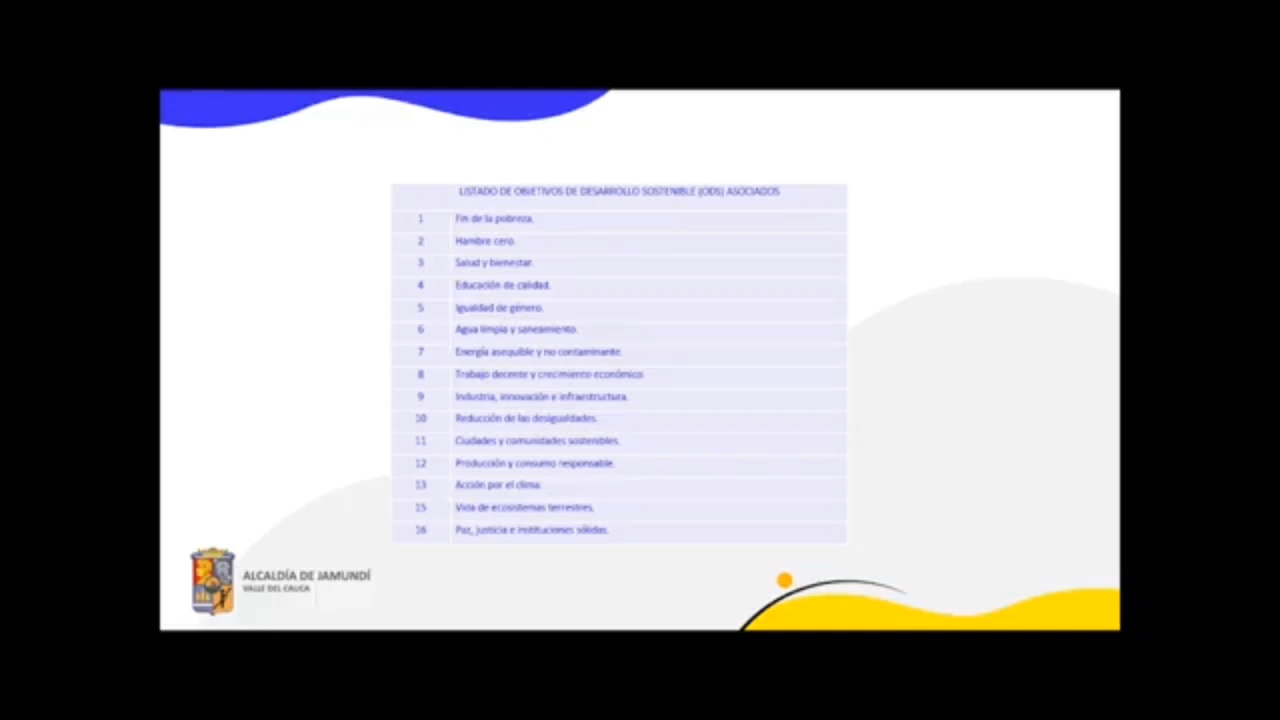 LISTADO DE OBJETIVOS DE DESARROLLO SOSTENIBLE (ODS) ASOCIADOS
1 Fin de la pobreza.
2 Hambre cero.
3 Salud y bienestar.
4 Educación de calidad.
5 Igualdad de género.
6 Agua limpia y saneamiento.
7 Energía asequible y no contaminante.
8 Trabajo decente y crecimiento económico.
9 Industria, innovación e infraestructura.
10 Reducción de las desigualdades.
11 Ciudades y comunidades sostenibles.
12 Producción y consumo responsable.
13 Acción por el clima.
15 Vida de ecosistemas terrestres.
16 Paz, justicia e instituciones sólidas.
ALCALDÍA DE JAMUNDÍ
VALLE DEL CAUCA